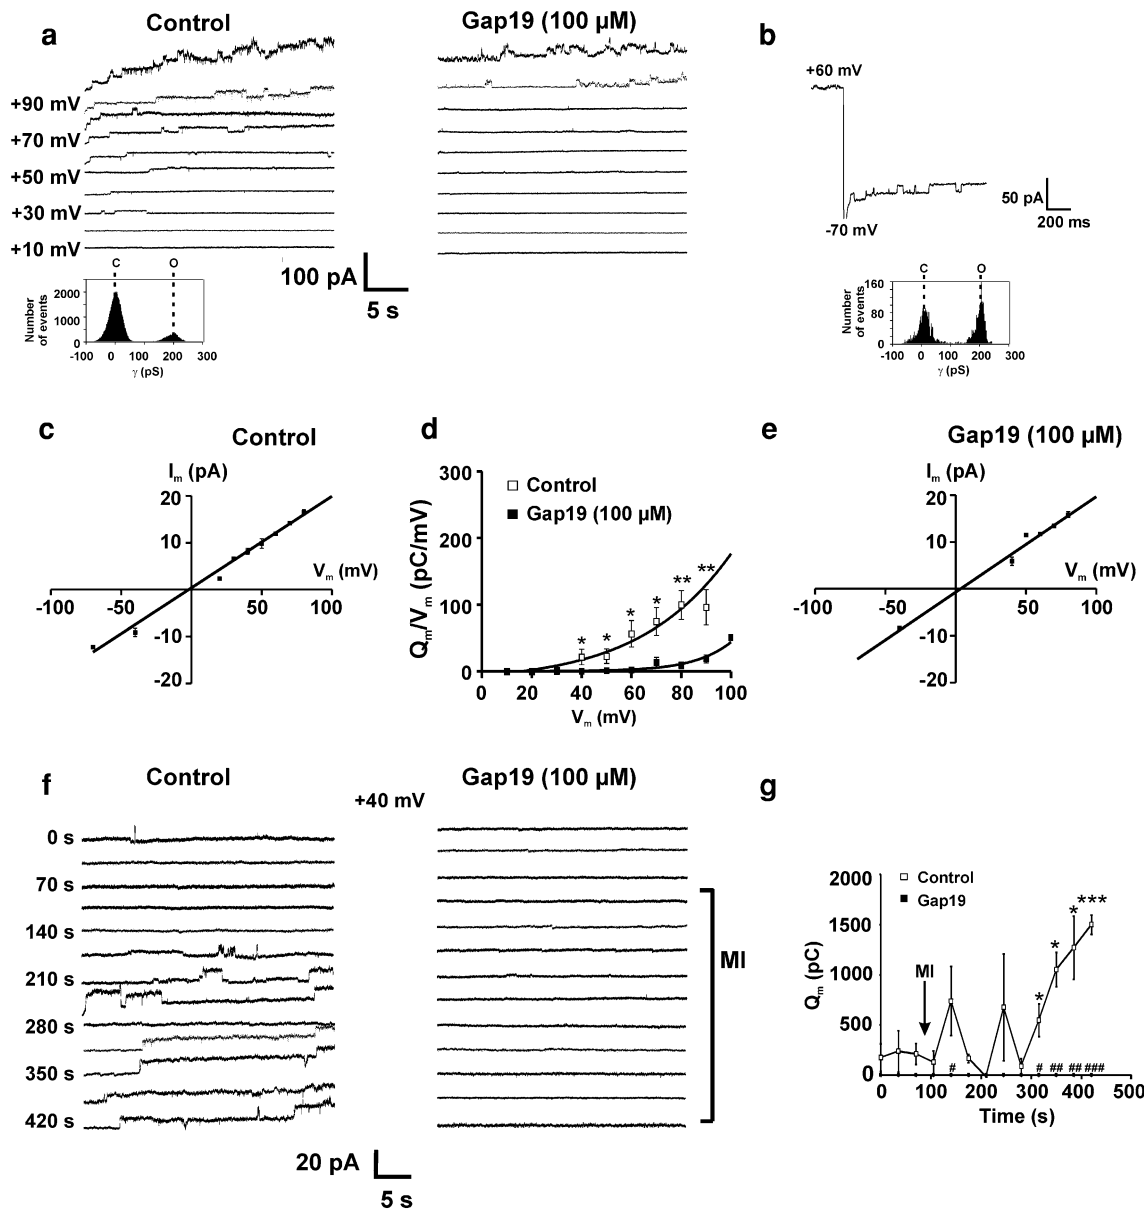 a
Control
Gap19 (100 µM)
b
+90 mV
+70 mV
+50 mV
+30 mV
+10 mV
100 pA
5 s
+60 mV
-70 mV
50 pA
200 ms
C O
Number of events
2000
1000
0
-100 0 100 200 300
γ (pS)
C O
Number of events
160
80
0
-100 0 100 200 300
γ (pS)
c
Control
Iₘ (pA)
20
10
Vₘ (mV)
-100 -50 50 100
-10
-20
d
300
200
100
0
Qₘ/Vₘ (pC/mV)
Control
Gap19 (100 µM)
* * * * ** **
0 20 40 60 80 100
Vₘ (mV)
e
Gap19 (100 µM)
Iₘ (pA)
20
10
Vₘ (mV)
-100 -50 50 100
-10
-20
f
Control
Gap19 (100 µM)
+40 mV
0 s
70 s
140 s
210 s
280 s
350 s
420 s
MI
20 pA
5 s
g
2000
1500
1000
500
0
Qₘ (pC)
Control
Gap19
MI
* * * ***
# # ## ## ###
0 100 200 300 400 500
Time (s)